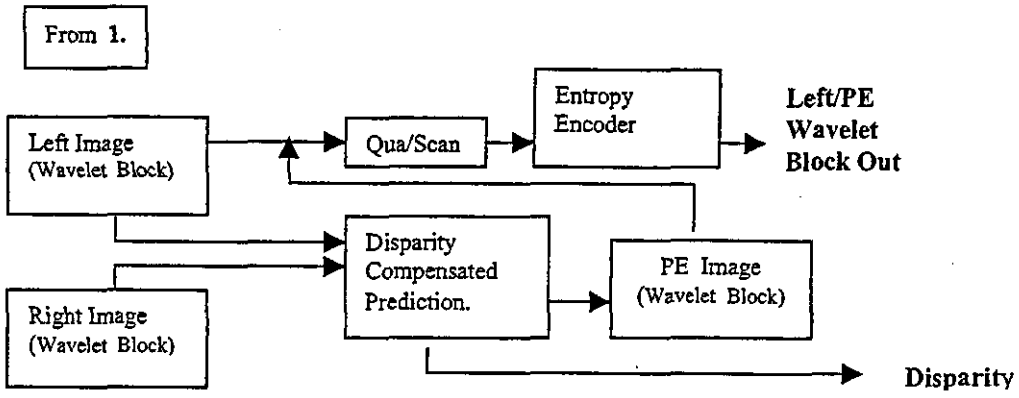 From 1.
Left Image
(Wavelet Block)
Qua/Scan
Entropy
Encoder
Left/PE
Wavelet
Block Out
Disparity
Compensated
Prediction.
PE Image
(Wavelet Block)
Right Image
(Wavelet Block)
Disparity